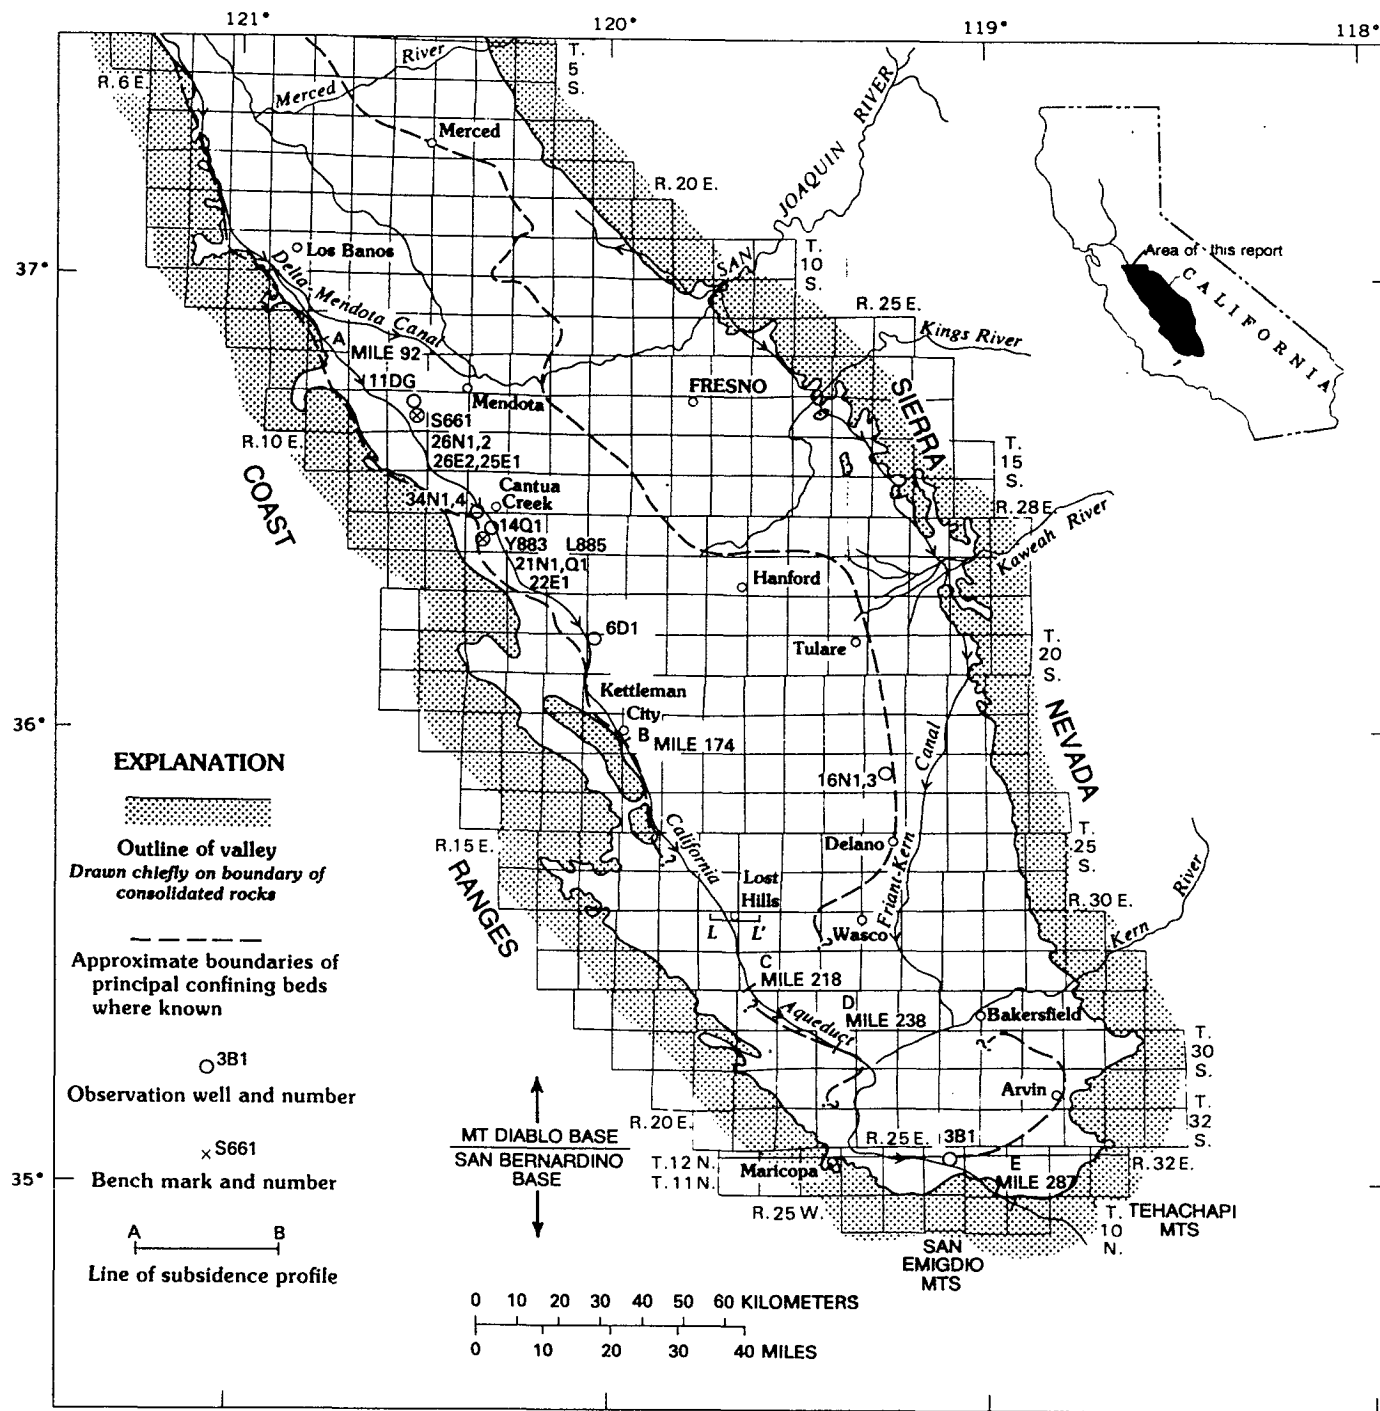 121°
120°
119°
118°
37°
36°
35°
R.6 E.
T.
5
S.
Merced
River
Merced
R. 20 E.
SAN
JOAQUIN
RIVER
T.
10
S.
Los Banos
Delta-Mendota Canal
A
MILE 92
11DG
Mendota
S661
26N1,2
26E2,25E1
R.10 E.
FRESNO
R.25 E.
Kings River
SIERRA
NEVADA
T.
15
S.
R.28 E.
Kaweah River
COAST
RANGES
34N1,4
Cantua
Creek
14Q1
Y883 L885
21N1,Q1
22E1
Hanford
6D1
Tulare
T.
20
S.
Kettleman
City
B
MILE 174
16N1,3
Friant-Kern
Canal
Delano
T.
25
S.
R.15 E.
California
Aqueduct
?
Lost
Hills
L L'
Wasco
?
R.30 E.
Kern
River
C
MILE 218
?
D
MILE 238
Bakersfield
?
T.
30
S.
Arvin
?
T.
32
S.
R.20 E.
R.25 E.
3B1
T.12 N.
T.11 N.
Maricopa
E
MILE 287
R.32E.
R.25 W.
T.
10
N.
TEHACHAPI
MTS
SAN
EMIGDIO
MTS
MT DIABLO BASE
SAN BERNARDINO
BASE
Area of this report
CALIFORNIA
EXPLANATION
Outline of valley
Drawn chiefly on boundary of
consolidated rocks
Approximate boundaries of
principal confining beds
where known
3B1
Observation well and number
S661
Bench mark and number
A B
Line of subsidence profile
0 10 20 30 40 50 60 KILOMETERS
0 10 20 30 40 MILES